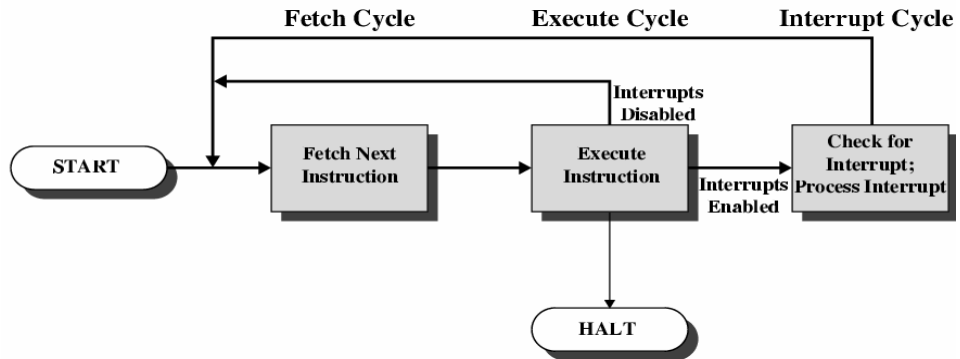 Fetch Cycle
Execute Cycle
Interrupt Cycle
Interrupts
Disabled
START
Fetch Next
Instruction
Execute
Instruction
Interrupts
Enabled
Check for
Interrupt;
Process Interrupt
HALT